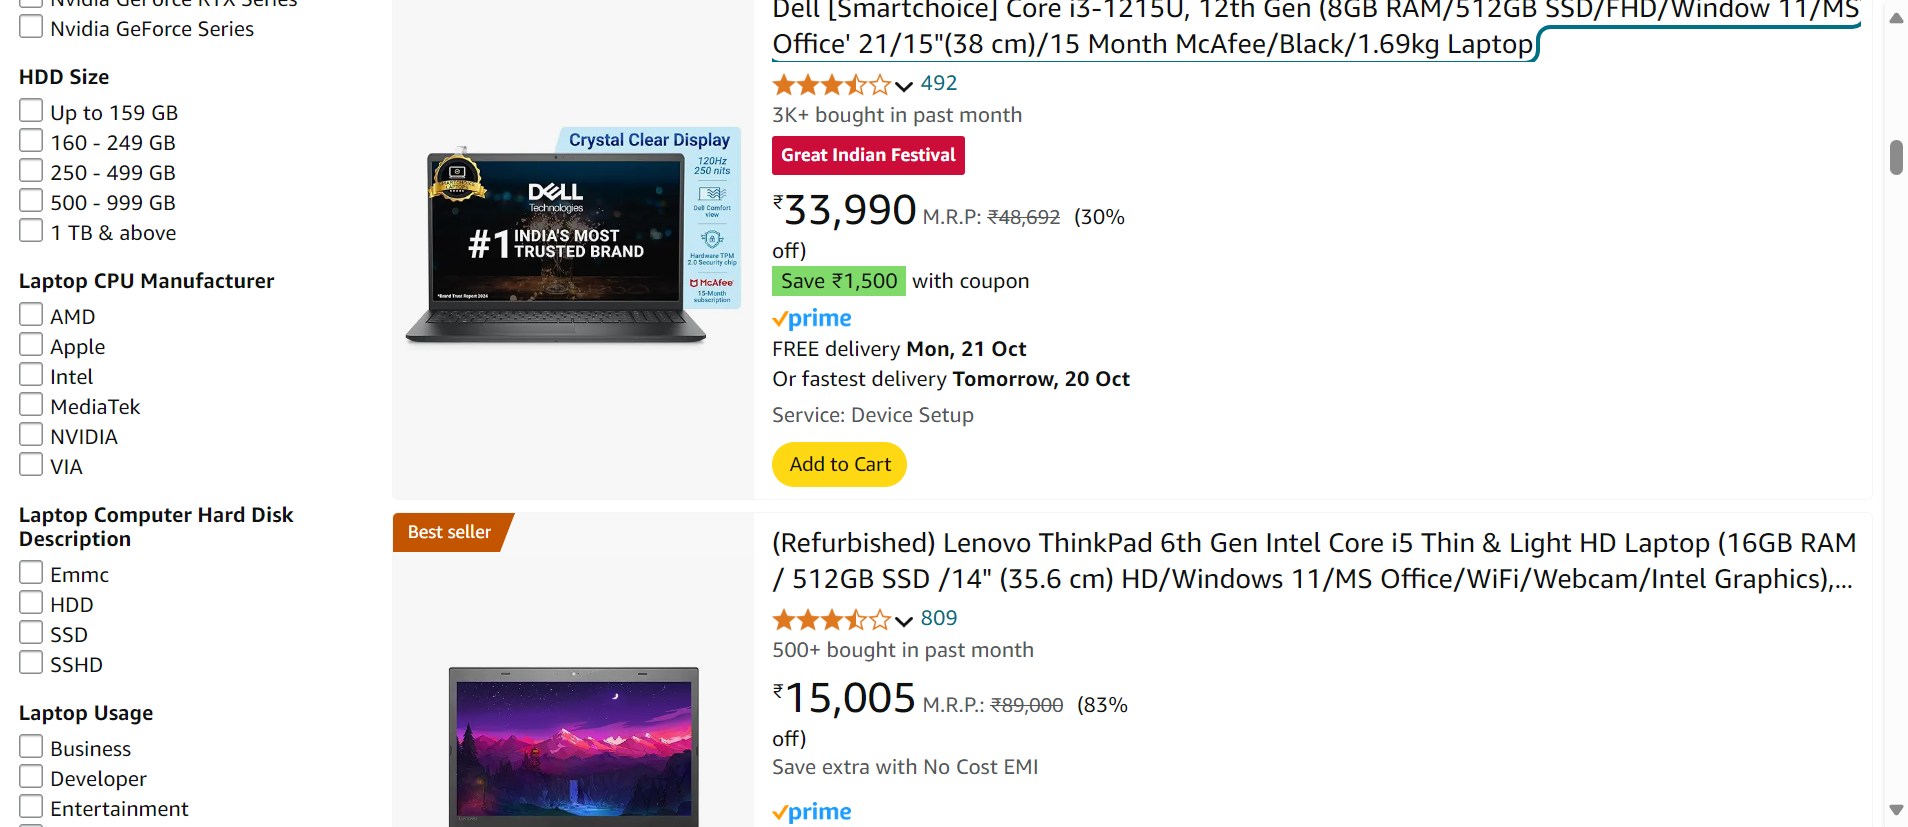 Nvidia GeForce RTX Series
Nvidia GeForce Series
HDD Size
Up to 159 GB
160 - 249 GB
250 - 499 GB
500 - 999 GB
1 TB & above
Laptop CPU Manufacturer
AMD
Apple
Intel
MediaTek
NVIDIA
VIA
Laptop Computer Hard Disk
Description
Emmc
HDD
SSD
SSHD
Laptop Usage
Business
Developer
Entertainment
Crystal Clear Display
120Hz
250 nits
Dell Comfort
view
Hardware TPM
2.0 Security chip
McAfee
15-Month
subscription
DELL
Technologies
#1 INDIA'S MOST
TRUSTED BRAND
*Brand Trust Report 2024
Dell [Smartchoice] Core i3-1215U, 12th Gen (8GB RAM/512GB SSD/FHD/Window 11/MS
Office' 21/15"(38 cm)/15 Month McAfee/Black/1.69kg Laptop
492
3K+ bought in past month
Great Indian Festival
₹33,990 M.R.P: ₹48,692 (30%
off)
Save ₹1,500 with coupon
prime
FREE delivery Mon, 21 Oct
Or fastest delivery Tomorrow, 20 Oct
Service: Device Setup
Add to Cart
Best seller
(Refurbished) Lenovo ThinkPad 6th Gen Intel Core i5 Thin & Light HD Laptop (16GB RAM
/ 512GB SSD /14" (35.6 cm) HD/Windows 11/MS Office/WiFi/Webcam/Intel Graphics),...
809
500+ bought in past month
₹15,005 M.R.P.: ₹89,000 (83%
off)
Save extra with No Cost EMI
prime
Lenovo